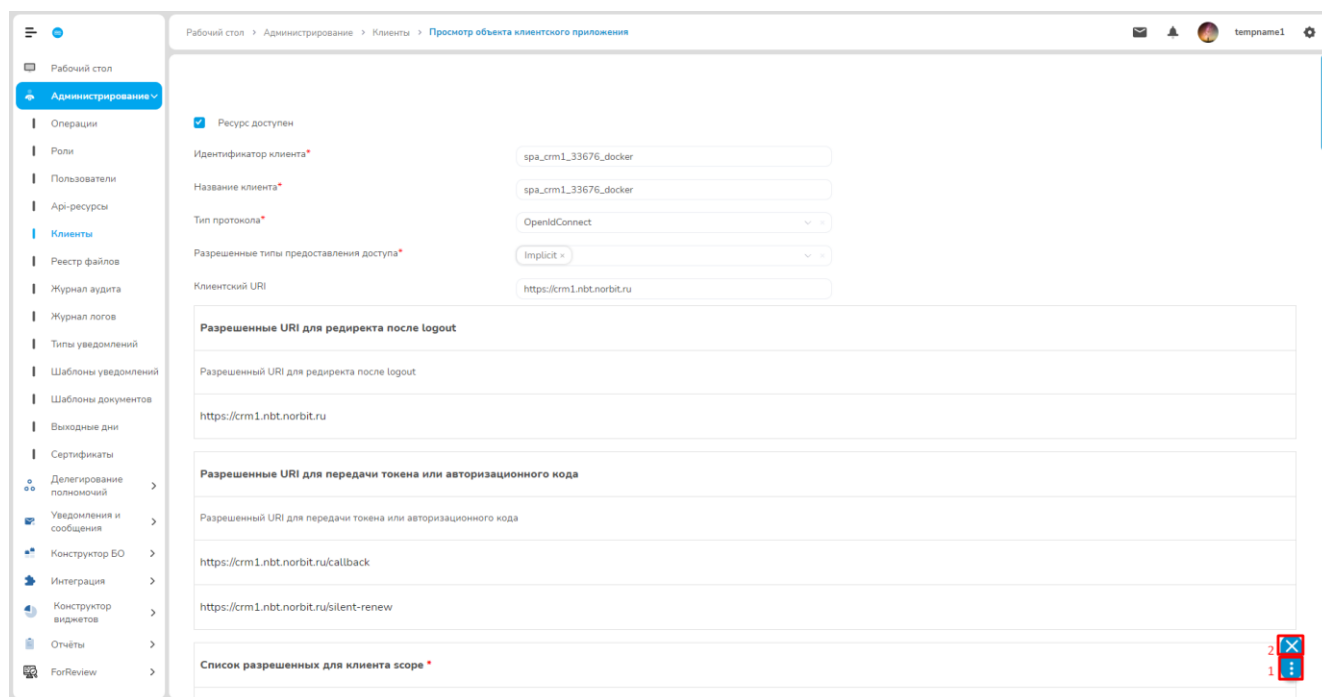 Рабочий стол > Администрирование > Клиенты > Просмотр объекта клиентского приложения
tempname1
Рабочий стол
Администрирование
Операции
Роли
Пользователи
Api-ресурсы
Клиенты
Реестр файлов
Журнал аудита
Журнал логов
Типы уведомлений
Шаблоны уведомлений
Шаблоны документов
Выходные дни
Сертификаты
Делегирование
полномочий
Уведомления и
сообщения
Конструктор БО
Интеграция
Конструктор
виджетов
Отчёты
ForReview
Ресурс доступен
Идентификатор клиента*
spa_crm1_33676_docker
Название клиента*
spa_crm1_33676_docker
Тип протокола*
OpenIdConnect
Разрешенные типы предоставления доступа*
Implicit ×
Клиентский URI
https://crm1.nbt.norbit.ru
Разрешенные URI для редиректа после logout
Разрешенный URI для редиректа после logout
https://crm1.nbt.norbit.ru
Разрешенные URI для передачи токена или авторизационного кода
Разрешенный URI для передачи токена или авторизационного кода
https://crm1.nbt.norbit.ru/callback
https://crm1.nbt.norbit.ru/silent-renew
Список разрешенных для клиента scope *
2
1